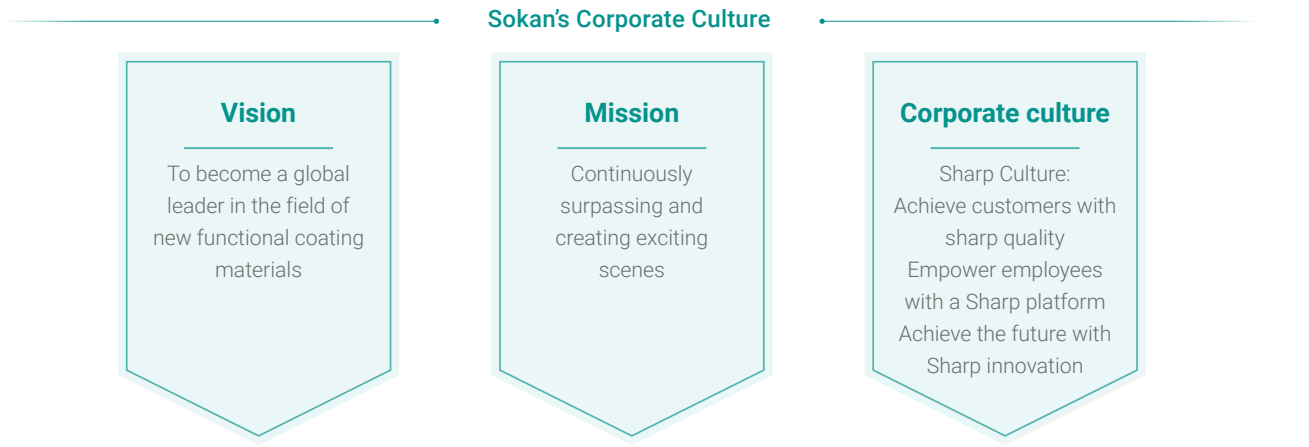 Sokan's Corporate Culture
Vision
To become a global
leader in the field of
new functional coating
materials
Mission
Continuously
surpassing and
creating exciting
scenes
Corporate culture
Sharp Culture:
Achieve customers with
sharp quality
Empower employees
with a Sharp platform
Achieve the future with
Sharp innovation